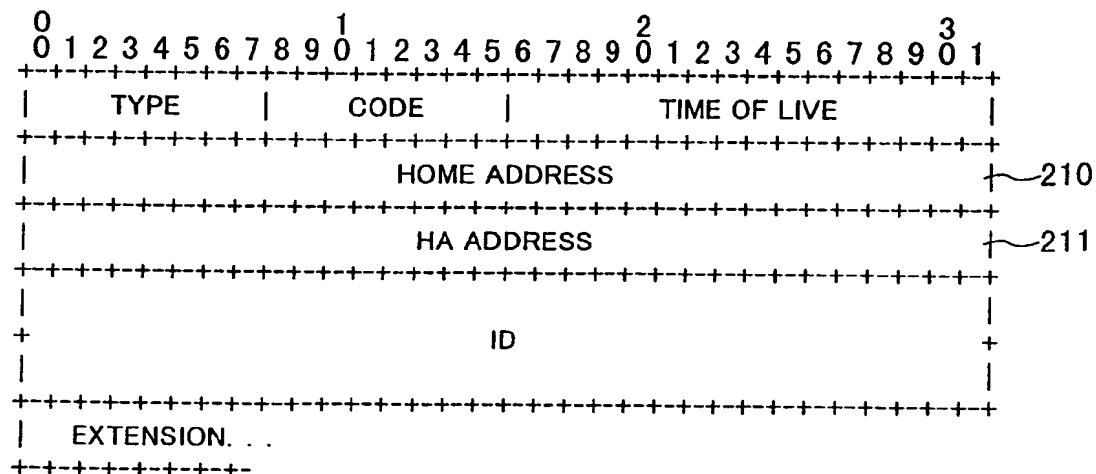 0 1 2 3
0 1 2 3 4 5 6 7 8 9 0 1 2 3 4 5 6 7 8 9 0 1 2 3 4 5 6 7 8 9 0 1
+-+-+-+-+-+-+-+-+-+-+-+-+-+-+-+-+-+-+-+-+-+-+-+-+-+-+-+-+-+-+-+-+
| TYPE | CODE | TIME OF LIVE |
+-+-+-+-+-+-+-+-+-+-+-+-+-+-+-+-+-+-+-+-+-+-+-+-+-+-+-+-+-+-+-+-+
| HOME ADDRESS + 210
+-+-+-+-+-+-+-+-+-+-+-+-+-+-+-+-+-+-+-+-+-+-+-+-+-+-+-+-+-+-+-+-+
| HA ADDRESS + 211
+-+-+-+-+-+-+-+-+-+-+-+-+-+-+-+-+-+-+-+-+-+-+-+-+-+-+-+-+-+-+-+-+
| |
+ ID +
| |
+-+-+-+-+-+-+-+-+-+-+-+-+-+-+-+-+-+-+-+-+-+-+-+-+-+-+-+-+-+-+-+-+
| EXTENSION. . .
+-+-+-+-+-+-+-+-